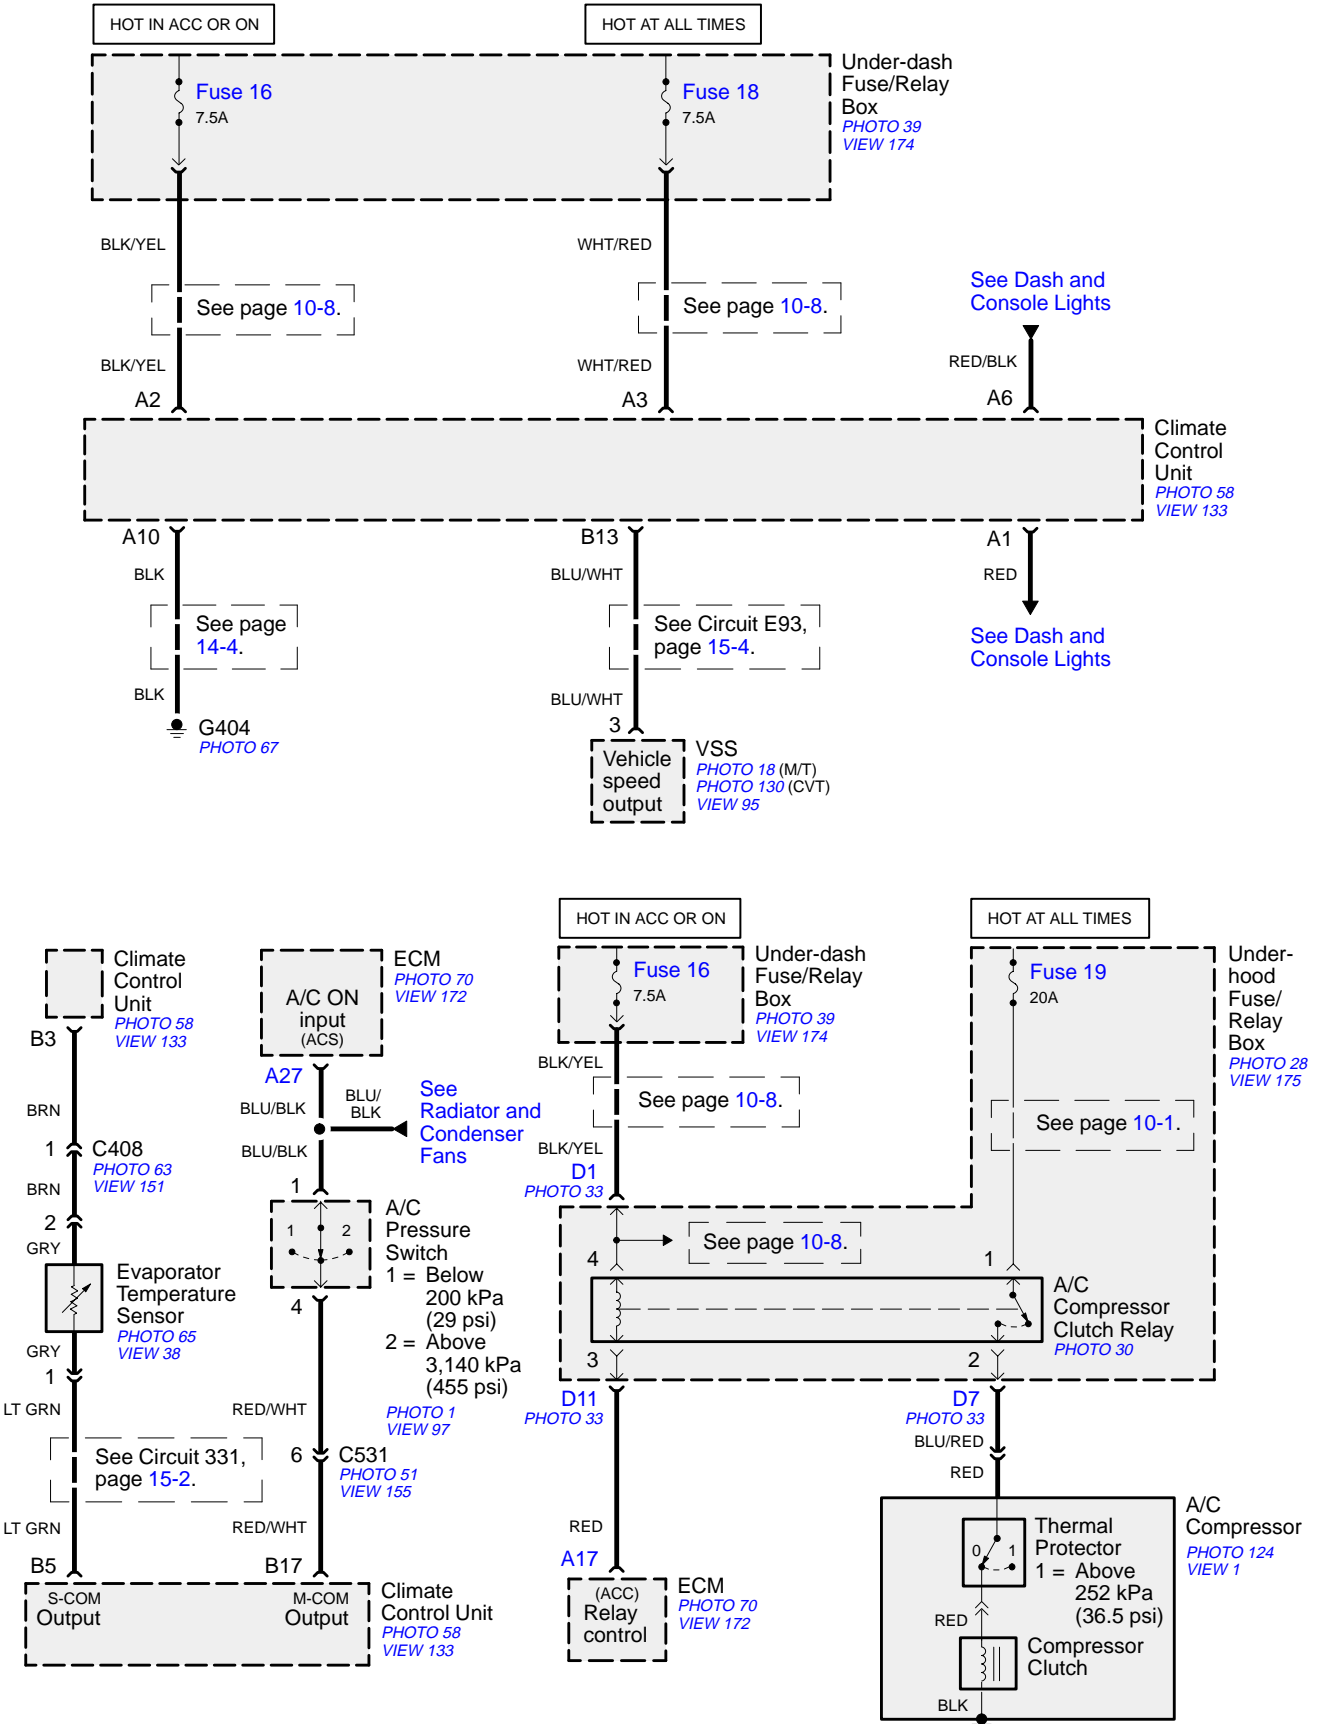 HOT IN ACC OR ON
HOT AT ALL TIMES
Fuse 16
7.5A
Fuse 18
7.5A
Under-dash
Fuse/Relay
Box
PHOTO 39
VIEW 174
BLK/YEL
WHT/RED
See page 10-8.
See page 10-8.
See Dash and
Console Lights
BLK/YEL
WHT/RED
RED/BLK
A2
A3
A6
Climate
Control
Unit
PHOTO 58
VIEW 133
A10
B13
A1
BLK
BLU/WHT
RED
See page
14-4.
See Circuit E93,
page 15-4.
See Dash and
Console Lights
BLK
BLU/WHT
G404
PHOTO 67
3
Vehicle
speed
output
VSS
PHOTO 18 (M/T)
PHOTO 130 (CVT)
VIEW 95
Climate
Control
Unit
PHOTO 58
VIEW 133
B3
BRN
1
C408
PHOTO 63
VIEW 151
BRN
2
GRY
Evaporator
Temperature
Sensor
PHOTO 65
VIEW 38
GRY
1
LT GRN
See Circuit 331,
page 15-2.
LT GRN
B5
A/C ON
input
(ACS)
ECM
PHOTO 70
VIEW 172
A27
BLU/BLK
BLU/
BLK
See
Radiator and
Condenser
Fans
BLU/BLK
1
1
2
A/C
Pressure
Switch
1 = Below
200 kPa
(29 psi)
2 = Above
3,140 kPa
(455 psi)
PHOTO 1
VIEW 97
4
RED/WHT
6
C531
PHOTO 51
VIEW 155
RED/WHT
B17
S-COM
Output
M-COM
Output
Climate
Control Unit
PHOTO 58
VIEW 133
HOT IN ACC OR ON
HOT AT ALL TIMES
Fuse 16
7.5A
Under-dash
Fuse/Relay
Box
PHOTO 39
VIEW 174
Fuse 19
20A
Under-
hood
Fuse/
Relay
Box
PHOTO 28
VIEW 175
BLK/YEL
See page 10-8.
See page 10-1.
BLK/YEL
D1
PHOTO 33
See page 10-8.
4
1
A/C
Compressor
Clutch Relay
PHOTO 30
3
2
D11
PHOTO 33
D7
PHOTO 33
BLU/RED
RED
RED
A17
(ACC)
Relay
control
ECM
PHOTO 70
VIEW 172
A/C
Compressor
PHOTO 124
VIEW 1
0
1
Thermal
Protector
1 = Above
252 kPa
(36.5 psi)
RED
Compressor
Clutch
BLK